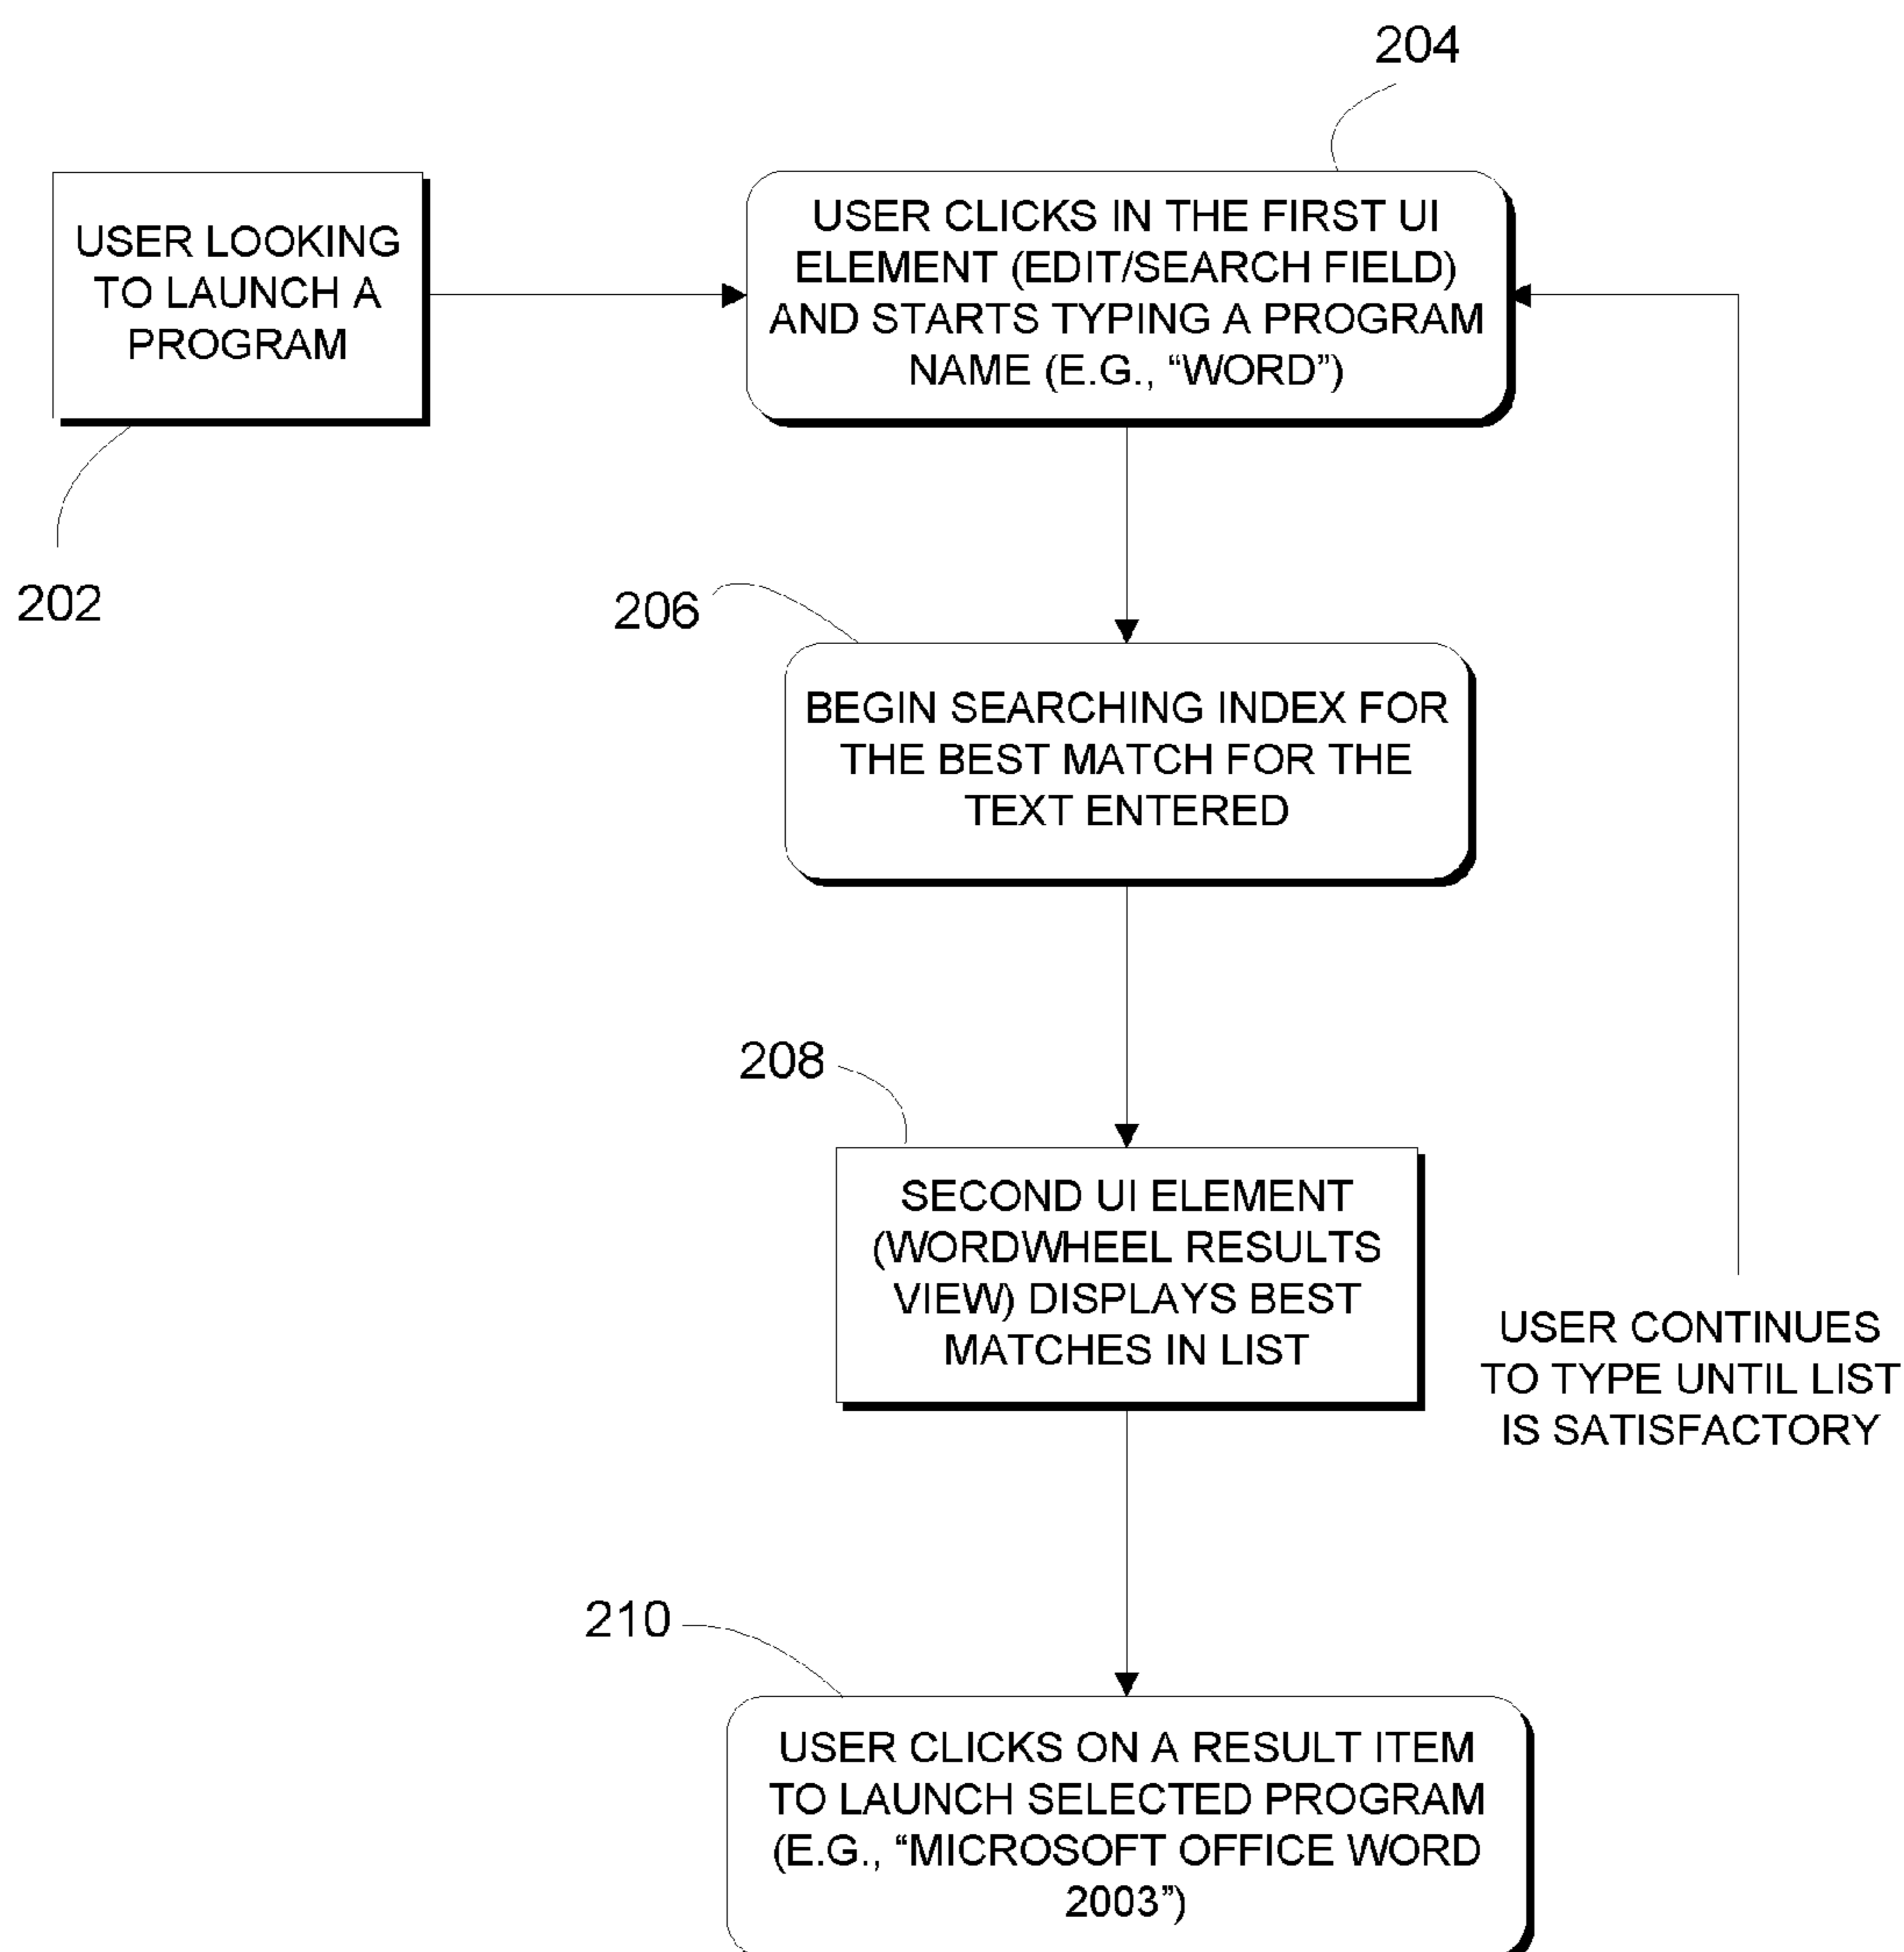 204
USER LOOKING
TO LAUNCH A
PROGRAM
202
USER CLICKS IN THE FIRST UI
ELEMENT (EDIT/SEARCH FIELD)
AND STARTS TYPING A PROGRAM
NAME (E.G., “WORD”)
206
BEGIN SEARCHING INDEX FOR
THE BEST MATCH FOR THE
TEXT ENTERED
208
SECOND UI ELEMENT
(WORDWHEEL RESULTS
VIEW) DISPLAYS BEST
MATCHES IN LIST
USER CONTINUES
TO TYPE UNTIL LIST
IS SATISFACTORY
210
USER CLICKS ON A RESULT ITEM
TO LAUNCH SELECTED PROGRAM
(E.G., “MICROSOFT OFFICE WORD
2003”)